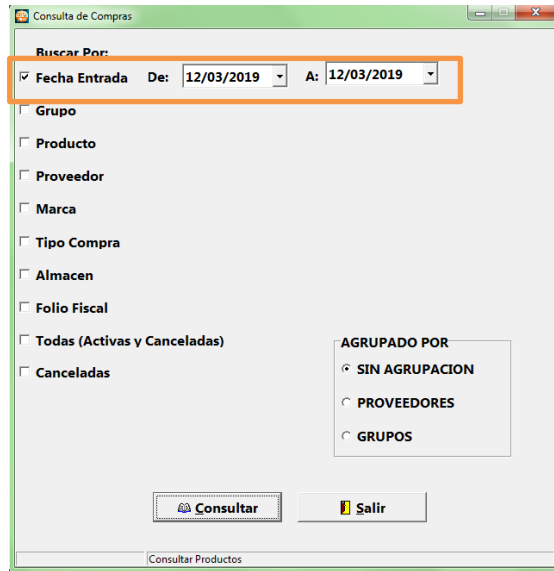 Consulta de Compras
Buscar Por:
Fecha Entrada De: 12/03/2019 A: 12/03/2019
Grupo
Producto
Proveedor
Marca
Tipo Compra
Almacen
Folio Fiscal
Todas (Activas y Canceladas)
Canceladas
AGRUPADO POR
SIN AGRUPACION
PROVEEDORES
GRUPOS
Consultar Salir
Consultar Productos